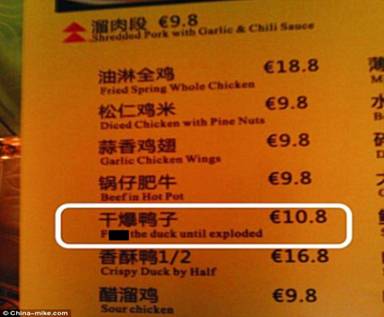 溜肉段 €9.8
Shredded Pork with Garlic & Chili Sauce
油淋全鸡 €18.8
Fried Spring Whole Chicken
松仁鸡米 €9.8
Diced Chicken with Pine Nuts
蒜香鸡翅 €9.8
Garlic Chicken Wings
锅仔肥牛 €9.8
Beef in Hot Pot
干爆鸭子 €10.8
F the duck until exploded
香酥鸭1/2 €16.8
Crispy Duck by Half
醋溜鸡 €9.8
Sour chicken
© China-mike.com